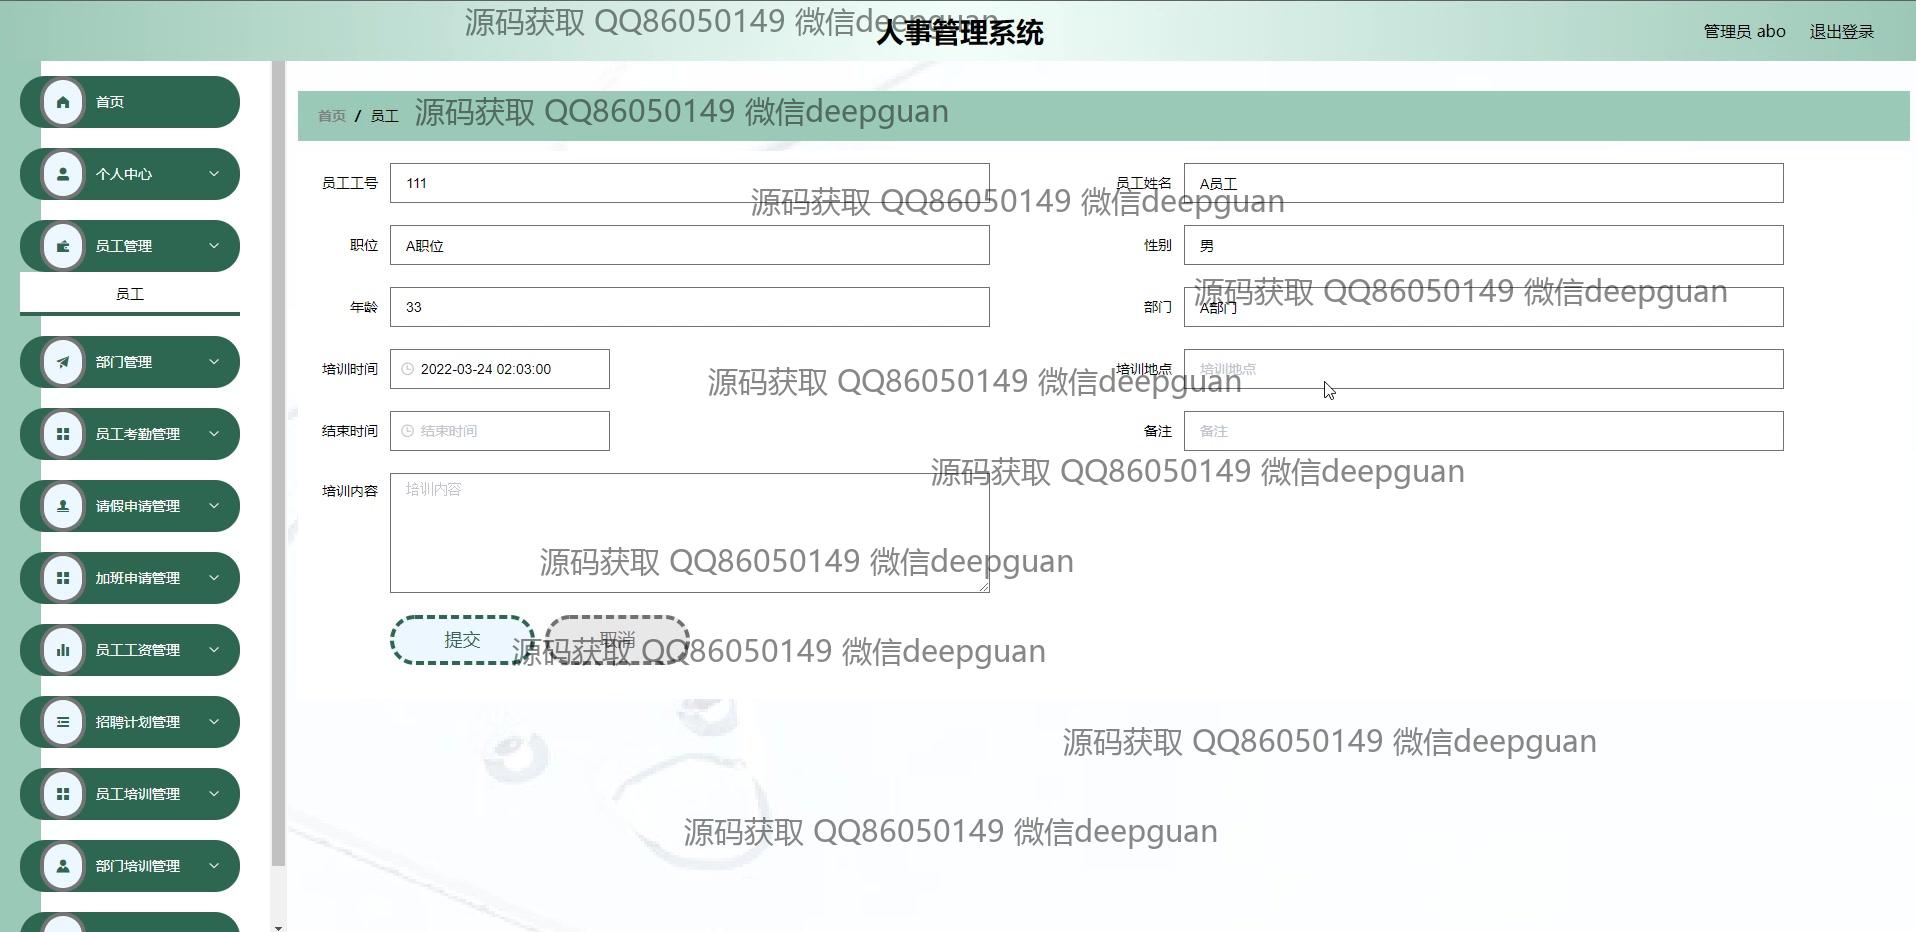 源码获取 QQ86050149 微信deepguan
人事管理系统
管理员 abo 退出登录
首页
个人中心
员工管理
员工
部门管理
员工考勤管理
请假申请管理
加班申请管理
员工工资管理
招聘计划管理
员工培训管理
部门培训管理
首页 / 员工
源码获取 QQ86050149 微信deepguan
员工工号 111
员工姓名 A员工
源码获取 QQ86050149 微信deepguan
职位 A职位
性别 男
源码获取 QQ86050149 微信deepguan
年龄 33
部门 A部门
培训时间 2022-03-24 02:03:00
培训地点 培训地点
源码获取 QQ86050149 微信deepguan
结束时间 结束时间
备注 备注
源码获取 QQ86050149 微信deepguan
培训内容 培训内容
源码获取 QQ86050149 微信deepguan
提交 取消
源码获取 QQ86050149 微信deepguan
源码获取 QQ86050149 微信deepguan
源码获取 QQ86050149 微信deepguan